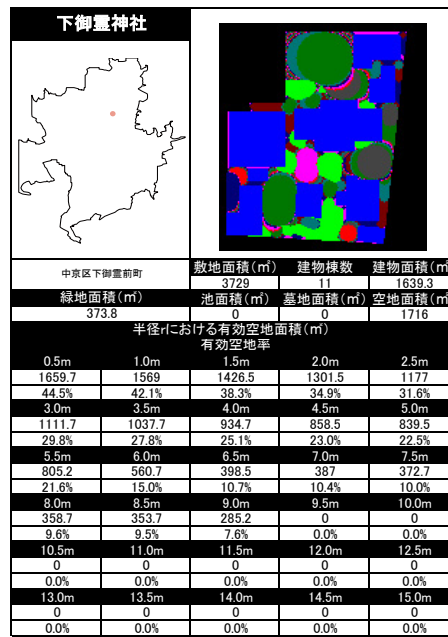 下御霊神社
中京区下御霊前町
敷地面積(㎡) 建物棟数 建物面積(㎡
3729 11 1639.3
緑地面積(㎡) 池面積(㎡) 墓地面積(㎡) 空地面積(㎡
373.8 0 0 1716
半径rにおける有効空地面積(㎡)
有効空地率
0.5m 1.0m 1.5m 2.0m 2.5m
1659.7 1569 1426.5 1301.5 1177
44.5% 42.1% 38.3% 34.9% 31.6%
3.0m 3.5m 4.0m 4.5m 5.0m
1111.7 1037.7 934.7 858.5 839.5
29.8% 27.8% 25.1% 23.0% 22.5%
5.5m 6.0m 6.5m 7.0m 7.5m
805.2 560.7 398.5 387 372.7
21.6% 15.0% 10.7% 10.4% 10.0%
8.0m 8.5m 9.0m 9.5m 10.0m
358.7 353.7 285.2 0 0
9.6% 9.5% 7.6% 0.0% 0.0%
10.5m 11.0m 11.5m 12.0m 12.5m
0 0 0 0 0
0.0% 0.0% 0.0% 0.0% 0.0%
13.0m 13.5m 14.0m 14.5m 15.0m
0 0 0 0 0
0.0% 0.0% 0.0% 0.0% 0.0%